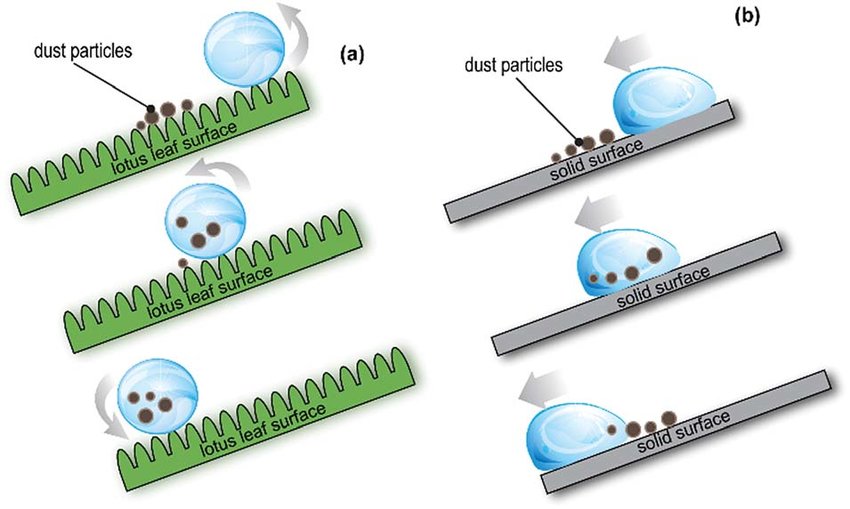 dust particles
(a)
lotus leaf surface
lotus leaf surface
lotus leaf surface
(b)
dust particles
solid surface
solid surface
solid surface